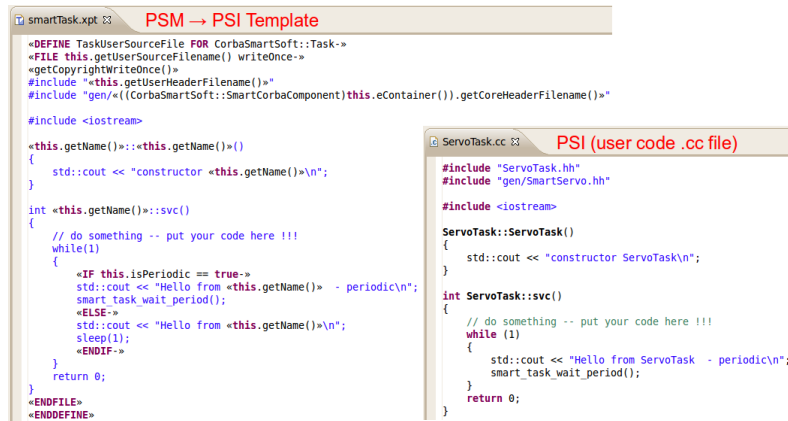 smartTask.xpt
PSM → PSI Template
«DEFINE TaskUserSourceFile FOR CorbaSmartSoft::Task-»
«FILE this.getUserSourceFilename() writeOnce-»
«getCopyrightWriteOnce()»
#include "«this.getUserHeaderFilename()»"
#include "gen/«((CorbaSmartSoft::SmartCorbaComponent)this.eContainer()).getCoreHeaderFilename()»"
#include <iostream>
«this.getName()»::«this.getName()»()
{
std::cout << "constructor «this.getName()»\n";
}
int «this.getName()»::svc()
{
// do something -- put your code here !!!
while(1)
{
«IF this.isPeriodic == true-»
std::cout << "Hello from «this.getName()»  - periodic\n";
smart_task_wait_period();
«ELSE-»
std::cout << "Hello from «this.getName()»\n";
sleep(1);
«ENDIF-»
}
return 0;
}
«ENDFILE»
«ENDDEFINE»
ServoTask.cc
PSI (user code .cc file)
#include "ServoTask.hh"
#include "gen/SmartServo.hh"
#include <iostream>
ServoTask::ServoTask()
{
std::cout << "constructor ServoTask\n";
}
int ServoTask::svc()
{
// do something -- put your code here !!!
while (1)
{
std::cout << "Hello from ServoTask  - periodic\n";
smart_task_wait_period();
}
return 0;
}